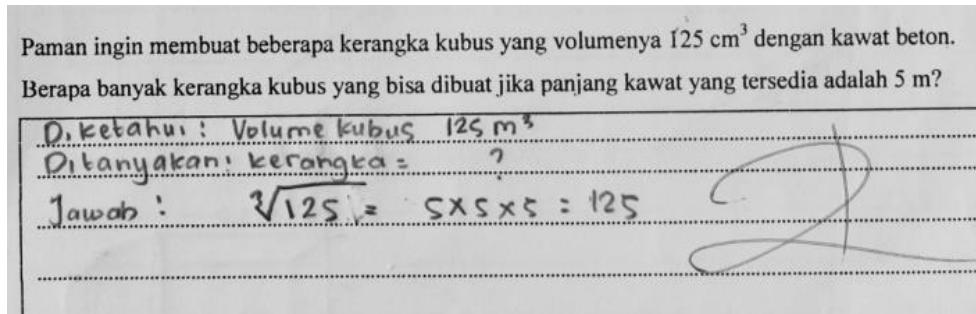 Paman ingin membuat beberapa kerangka kubus yang volumenya 125 cm³ dengan kawat beton.
Berapa banyak kerangka kubus yang bisa dibuat jika panjang kawat yang tersedia adalah 5 m?
Diketahui : Volume kubus 125 m³
Ditanyakan : kerangka = ?
Jawab : ∛125 = 5×5×5 = 125